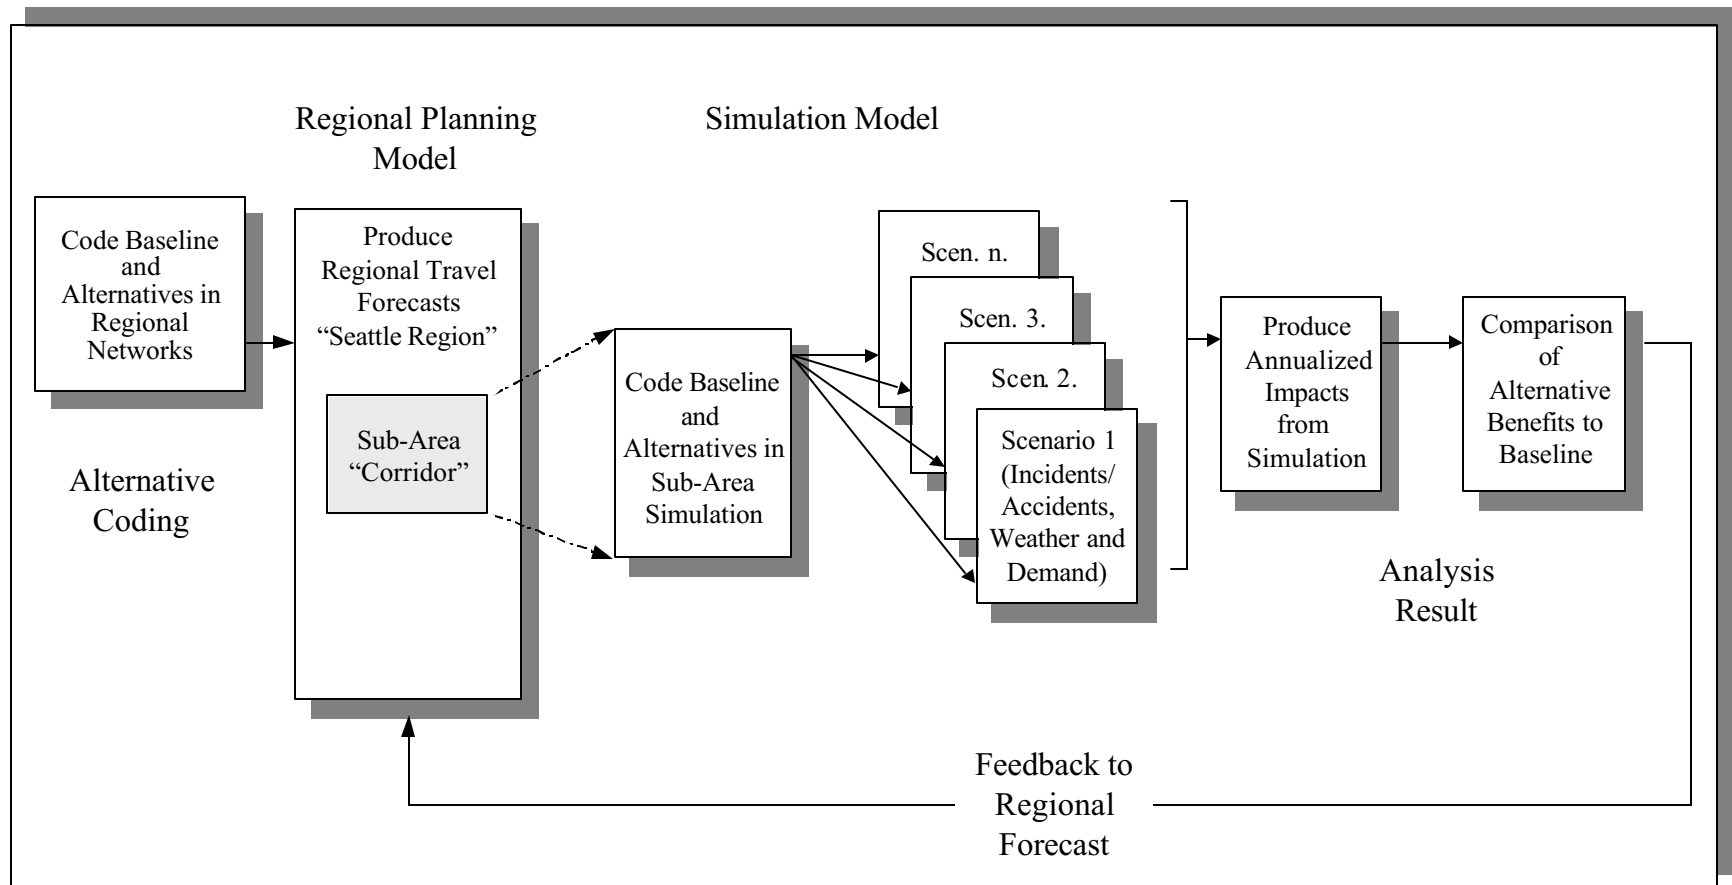 Regional Planning
Model
Simulation Model
Code Baseline
and
Alternatives in
Regional
Networks
Alternative
Coding
Produce
Regional Travel
Forecasts
“Seattle Region”
Sub-Area
“Corridor”
Code Baseline
and
Alternatives in
Sub-Area
Simulation
Scen. n.
Scen. 3.
Scen. 2.
Scenario 1
(Incidents/
Accidents,
Weather and
Demand)
Produce
Annualized
Impacts
from
Simulation
Comparison
of
Alternative
Benefits to
Baseline
Analysis
Result
Feedback to
Regional
Forecast